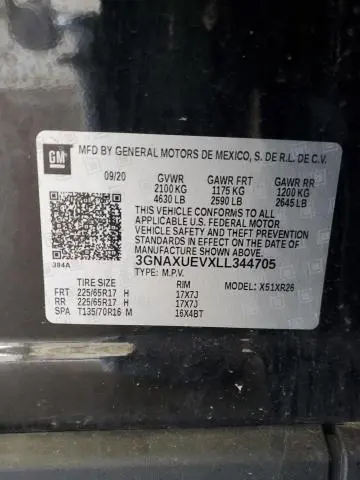 GM
MFD BY GENERAL MOTORS DE MEXICO, S. DE R.L. DE C.V.
09/20 GVWR GAWR FRT GAWR RR
2100 KG 1175 KG 1200 KG
4630 LB 2590 LB 2645 LB
THIS VEHICLE CONFORMS TO ALL
APPLICABLE U.S. FEDERAL MOTOR
VEHICLE SAFETY AND THEFT
PREVENTION STANDARDS IN EFFECT
ON THE DATE OF MANUFACTURE
SHOWN ABOVE.
3GNAXUEVXLL344705
394A TYPE: M.P.V.
TIRE SIZE RIM MODEL: X51XR26
FRT 225/65R17 H 17X7J
RR 225/65R17 H 17X7J
SPA T135/70R16 M 16X4BT